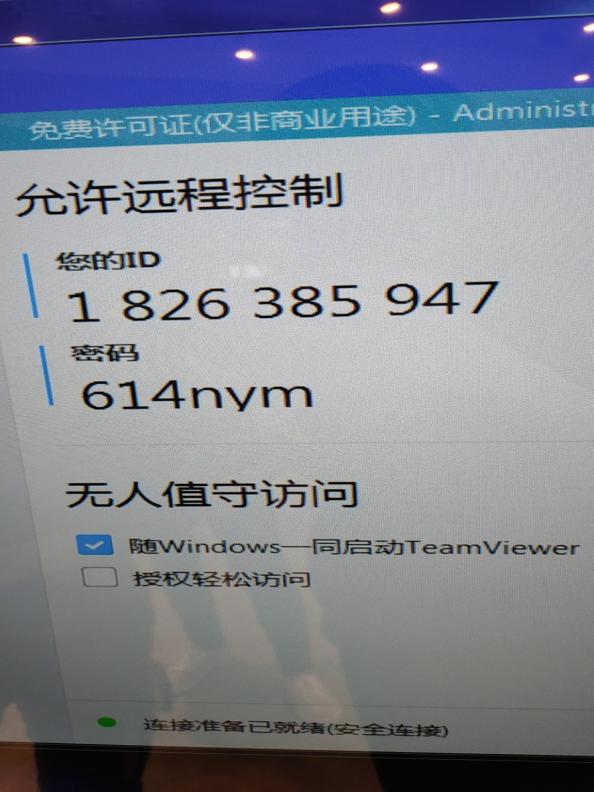 免费许可证(仅非商业用途) - Administr
允许远程控制
您的ID
1 826 385 947
密码
614nym
无人值守访问
随Windows一同启动TeamViewer
授权轻松访问
连接准备已就绪(安全连接)